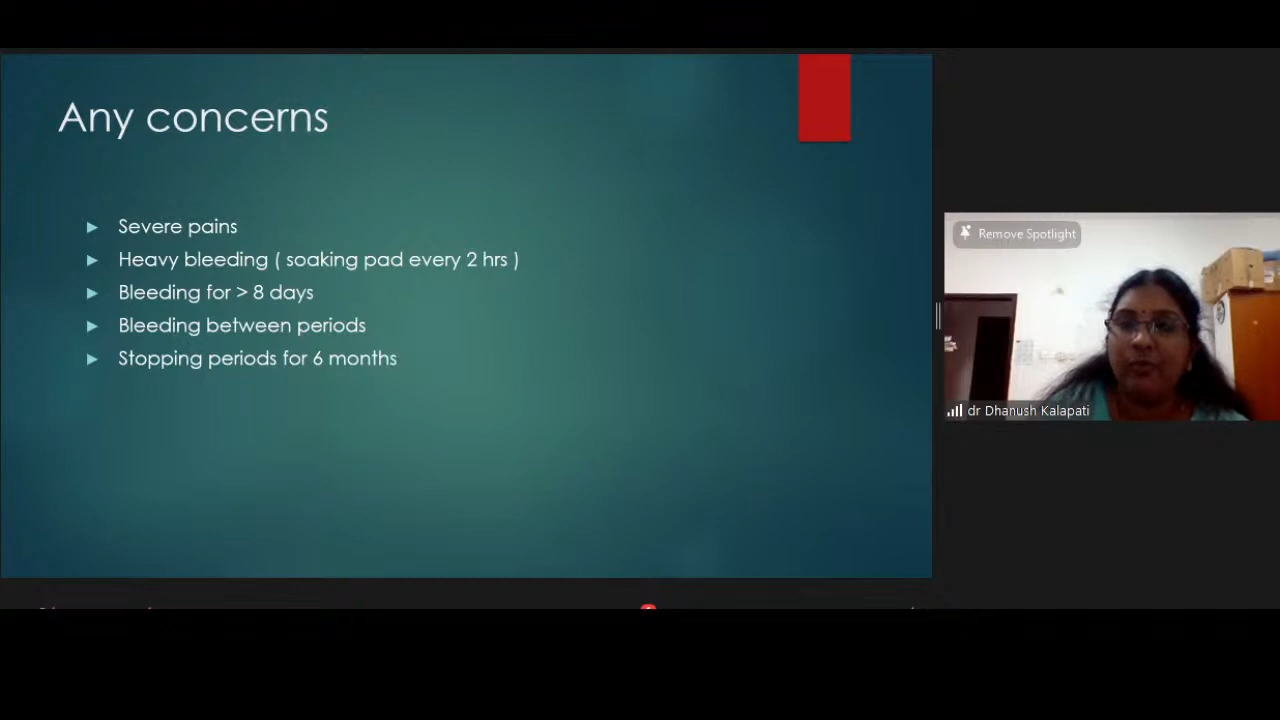 Any concerns
Severe pains
Heavy bleeding ( soaking pad every 2 hrs )
Bleeding for > 8 days
Bleeding between periods
Stopping periods for 6 months
Remove Spotlight
dr Dhanush Kalapati